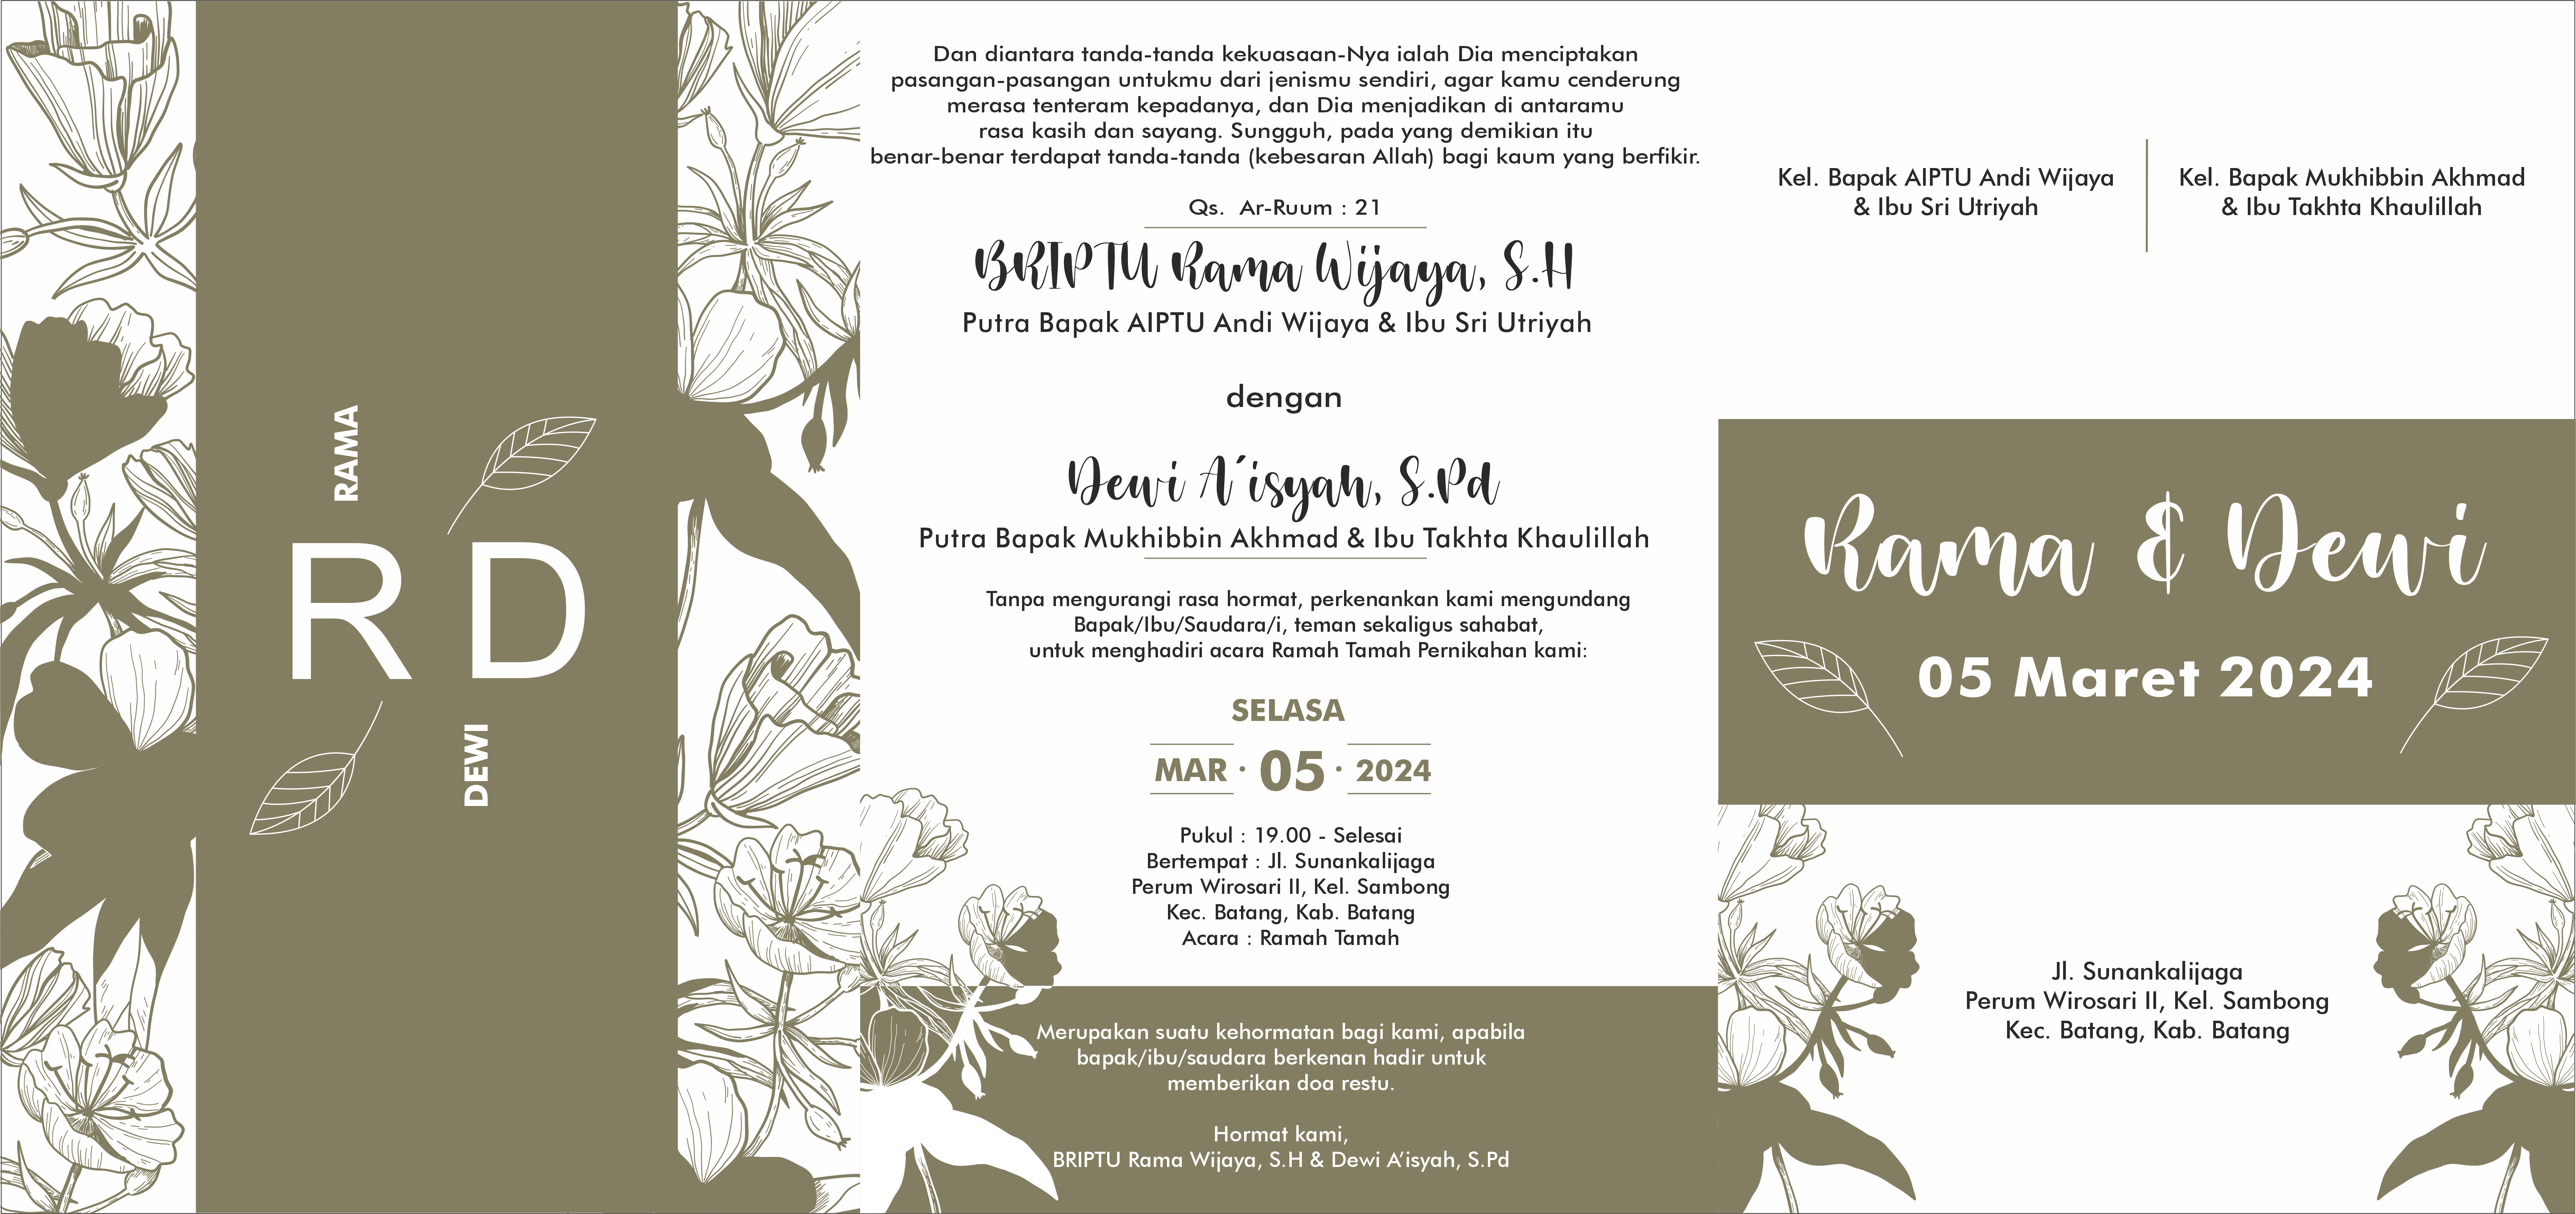 RAMA
R D
DEWI
Dan diantara tanda-tanda kekuasaan-Nya ialah Dia menciptakan
pasangan-pasangan untukmu dari jenismu sendiri, agar kamu cenderung
merasa tenteram kepadanya, dan Dia menjadikan di antaramu
rasa kasih dan sayang. Sungguh, pada yang demikian itu
benar-benar terdapat tanda-tanda (kebesaran Allah) bagi kaum yang berfikir.
Qs. Ar-Ruum : 21
BRIPTU Rama Wijaya, S.H
Putra Bapak AIPTU Andi Wijaya & Ibu Sri Utriyah
dengan
Dewi A´isyah, S.Pd
Putra Bapak Mukhibbin Akhmad & Ibu Takhta Khaulillah
Tanpa mengurangi rasa hormat, perkenankan kami mengundang
Bapak/Ibu/Saudara/i, teman sekaligus sahabat,
untuk menghadiri acara Ramah Tamah Pernikahan kami:
SELASA
MAR · 05 · 2024
Pukul : 19.00 - Selesai
Bertempat : Jl. Sunankalijaga
Perum Wirosari II, Kel. Sambong
Kec. Batang, Kab. Batang
Acara : Ramah Tamah
Merupakan suatu kehormatan bagi kami, apabila
bapak/ibu/saudara berkenan hadir untuk
memberikan doa restu.
Hormat kami,
BRIPTU Rama Wijaya, S.H & Dewi A’isyah, S.Pd
Kel. Bapak AIPTU Andi Wijaya
& Ibu Sri Utriyah
Kel. Bapak Mukhibbin Akhmad
& Ibu Takhta Khaulillah
Rama & Dewi
05 Maret 2024
Jl. Sunankalijaga
Perum Wirosari II, Kel. Sambong
Kec. Batang, Kab. Batang